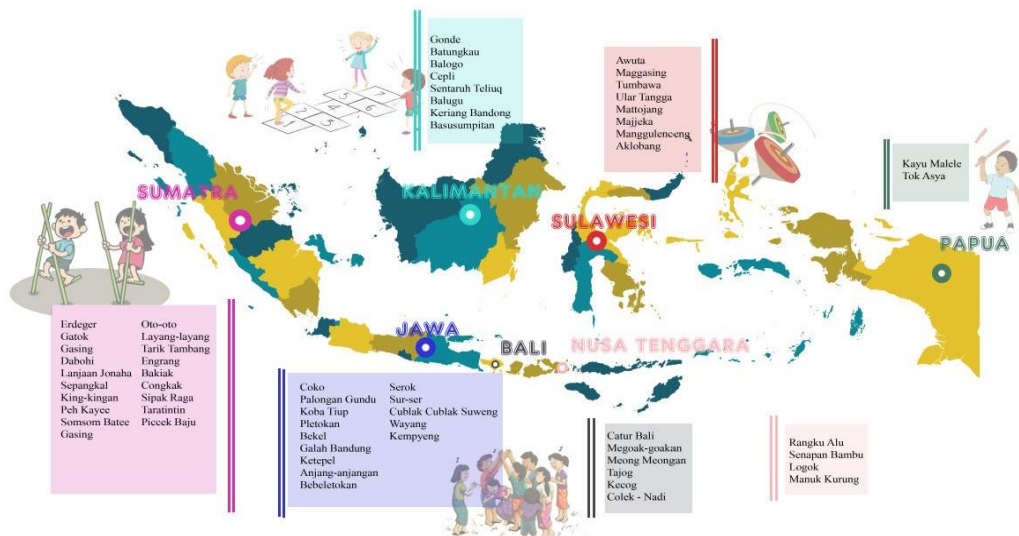 Gonde
Batungkau
Balogo
Cepli
Sentaruh Teliuq
Balugu
Keriang Bandong
Basusumpitan
Awuta
Maggasing
Tumbawa
Ular Tangga
Mattojang
Majjeka
Manggulenceng
Aklobang
Kayu Malele
Tok Asya
SUMATRA
KALIMANTAN
SULAWESI
PAPUA
JAWA
BALI
NUSA TENGGARA
Erdeger
Gatok
Gasing
Dabohi
Lanjaan Jonaha
Sepangkal
King-kingan
Peh Kayee
Somsom Batee
Gasing
Oto-oto
Layang-layang
Tarik Tambang
Engrang
Bakiak
Congkak
Sipak Raga
Taratintin
Piccek Baju
Coko
Palongan Gundu
Koba Tiup
Pletokan
Bekel
Galah Bandung
Ketepel
Anjang-anjangan
Bebeletokan
Serok
Sur-ser
Cublak Cublak Suweng
Wayang
Kempyeng
Catur Bali
Megoak-goakan
Meong Meongan
Tajog
Kecog
Colek - Nadi
Rangku Alu
Senapan Bambu
Logok
Manuk Kurung